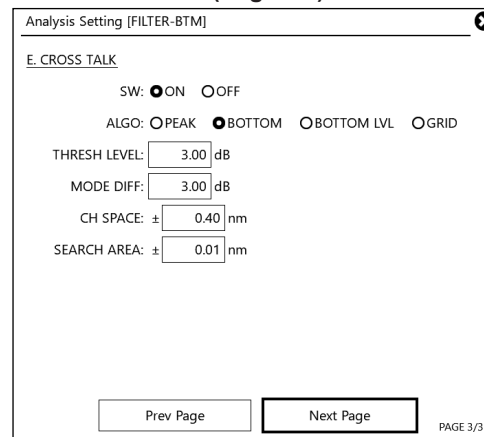 Analysis Setting [FILTER-BTM]
E. CROSS TALK
SW: ON OFF
ALGO: PEAK BOTTOM BOTTOM LVL GRID
THRESH LEVEL: 3.00 dB
MODE DIFF: 3.00 dB
CH SPACE: ± 0.40 nm
SEARCH AREA: ± 0.01 nm
Prev Page Next Page PAGE 3/3